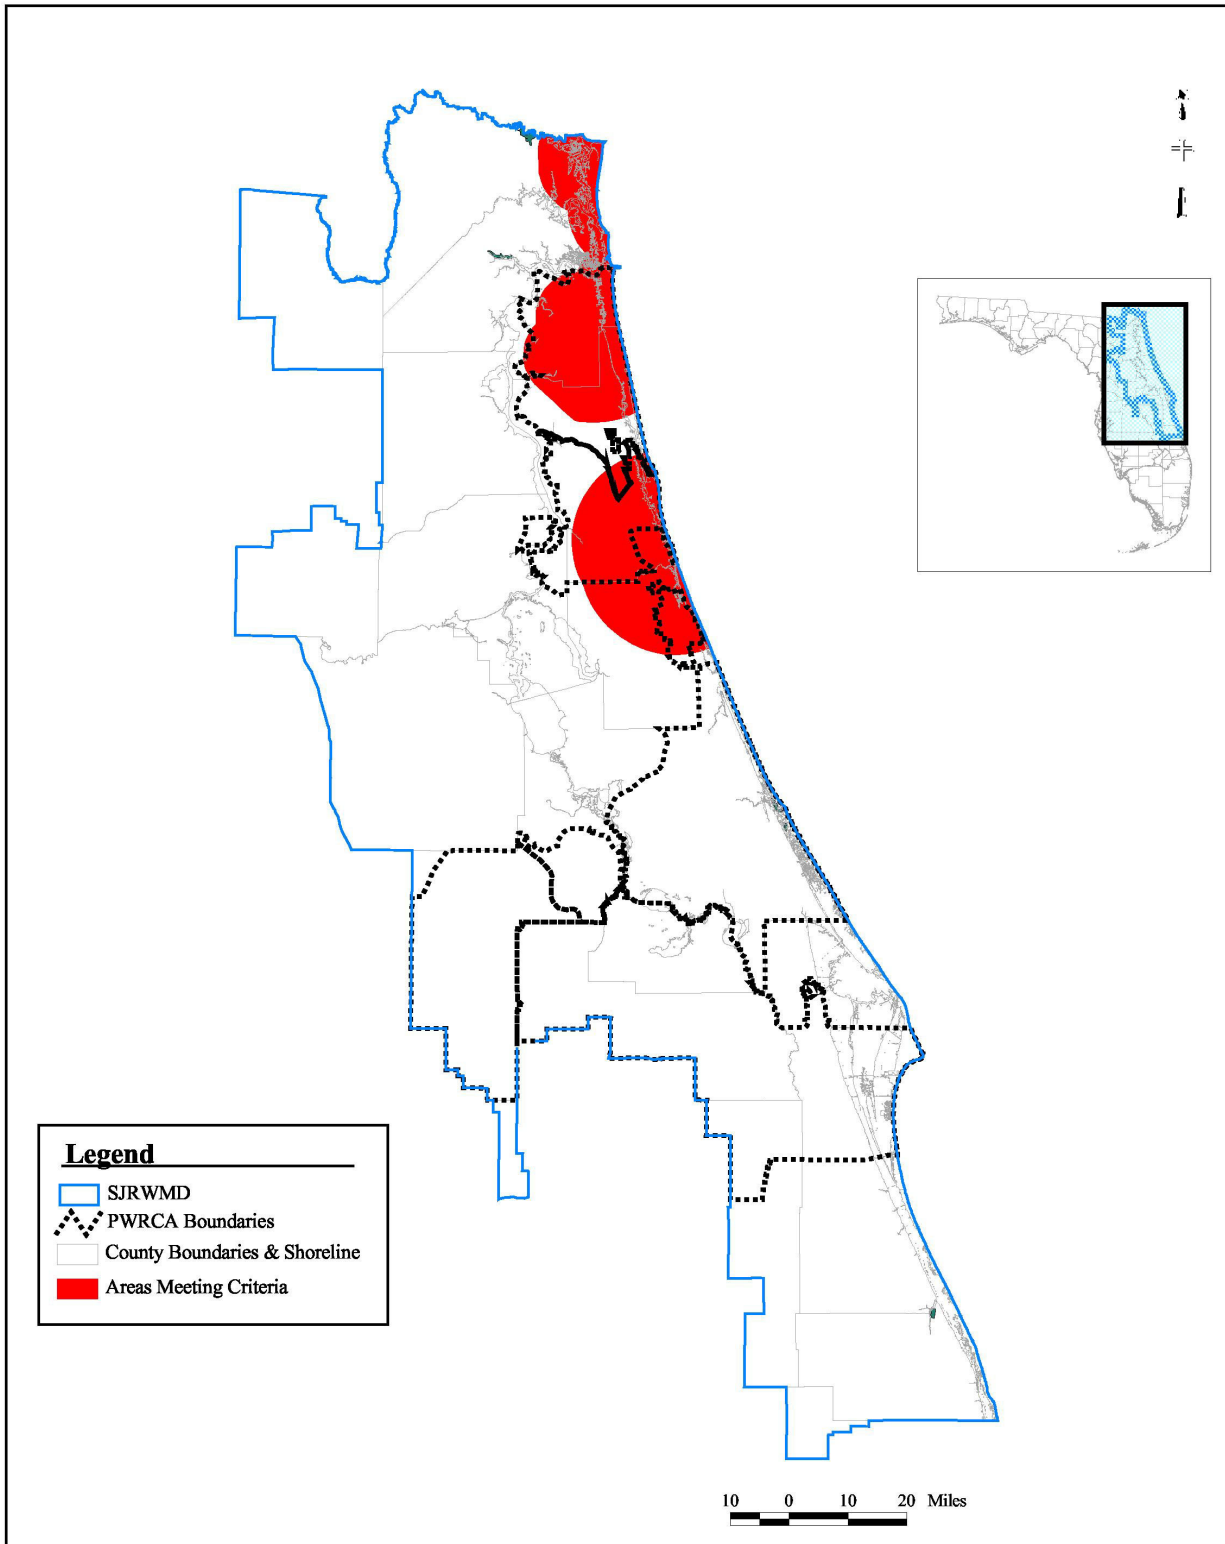 Legend
SJRWMD
PWRCA Boundaries
County Boundaries & Shoreline
Areas Meeting Criteria
10 0 10 20 Miles